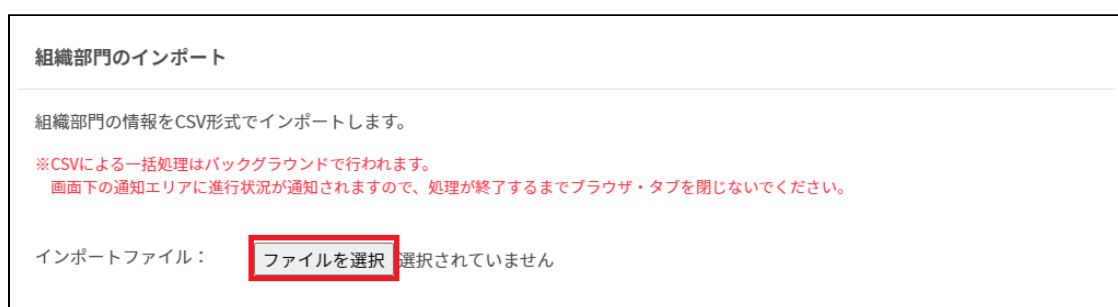 組織部門のインポート
組織部門の情報をCSV形式でインポートします。
※CSVによる一括処理はバックグラウンドで行われます。
画面下の通知エリアに進行状況が通知されますので、処理が終了するまでブラウザ・タブを閉じないでください。
インポートファイル： ファイルを選択 選択されていません